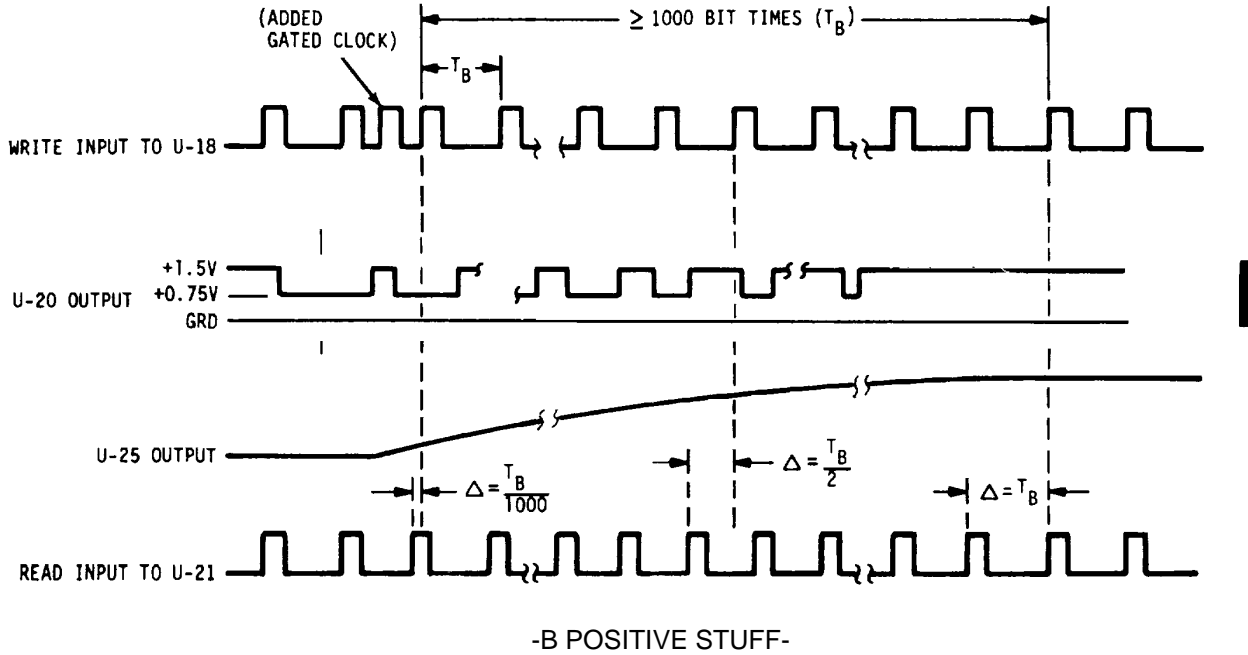 (ADDED
GATED CLOCK)
≥ 1000 BIT TIMES (T_B)
T_B
WRITE INPUT TO U-18
+1.5V
U-20 OUTPUT +0.75V
GRD
U-25 OUTPUT
Δ = T_B/1000
Δ = T_B/2
Δ = T_B
READ INPUT TO U-21
-B POSITIVE STUFF-